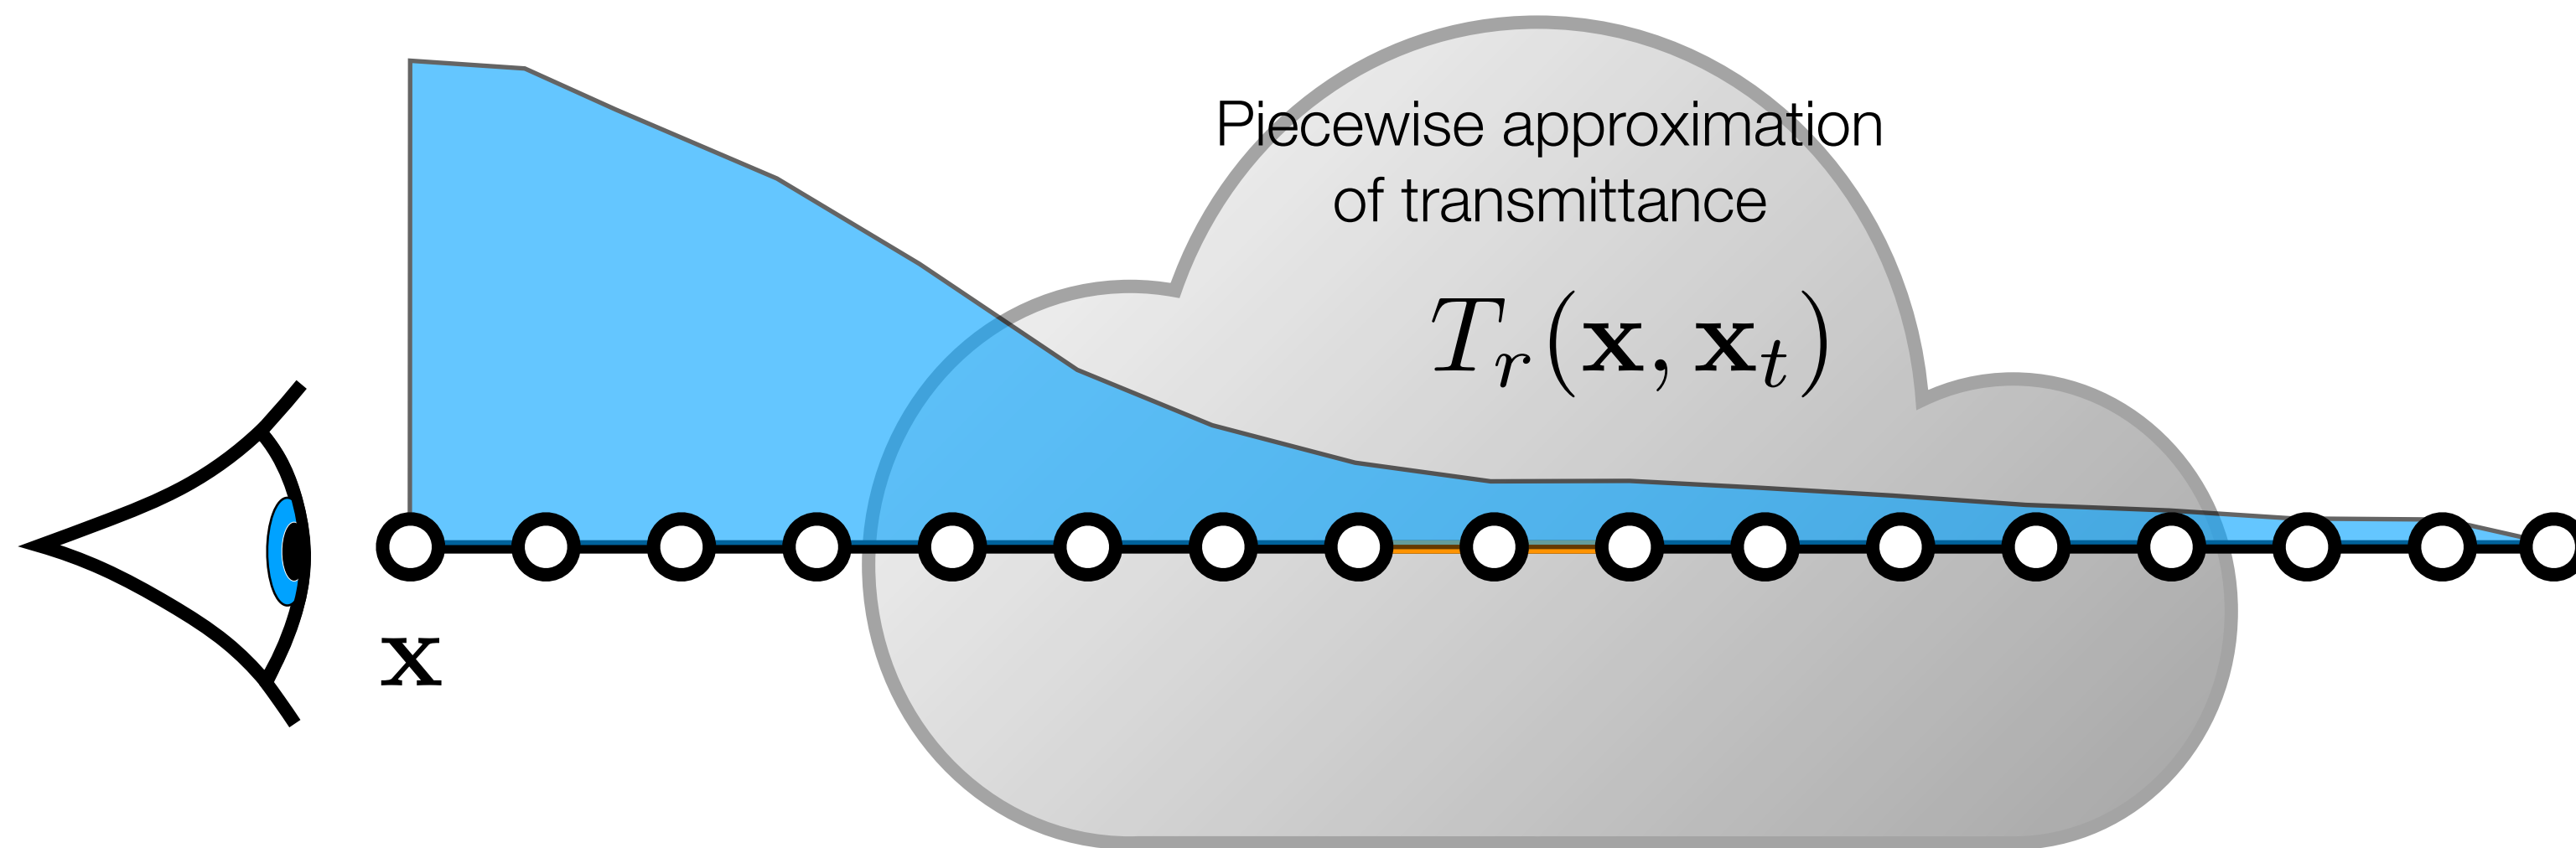 Piecewise approximation
of transmittance
T_r(𝐱, 𝐱_t)
𝐱